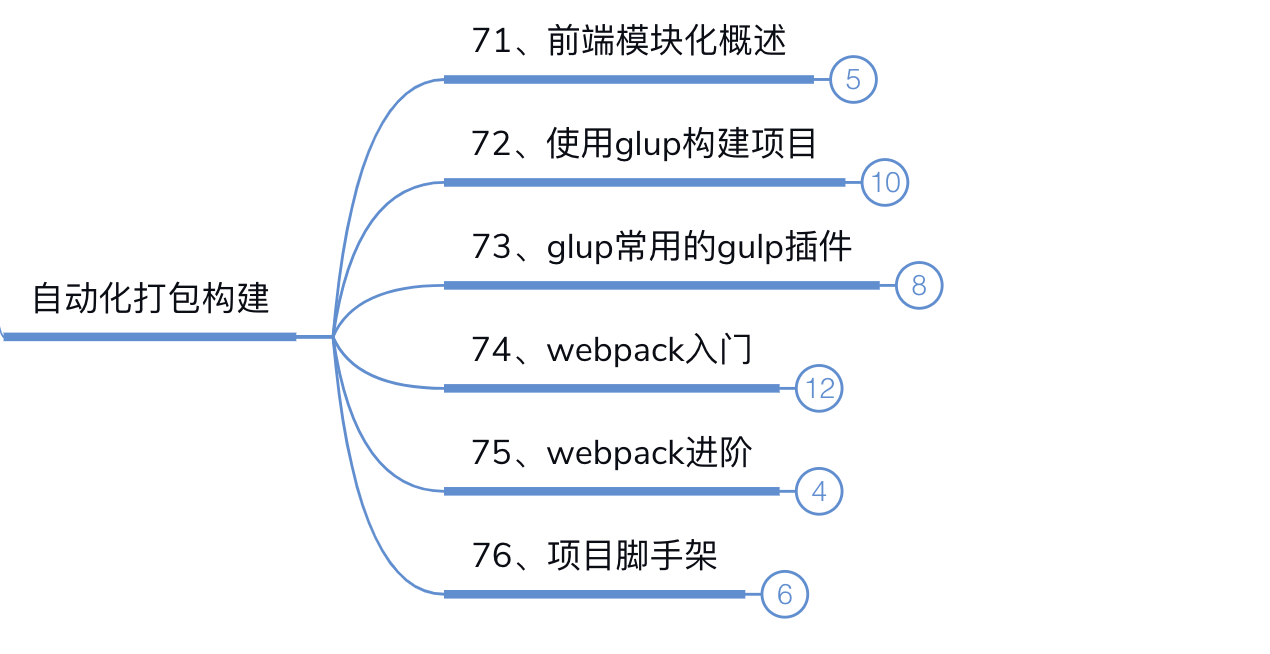 71、前端模块化概述
5
72、使用glup构建项目
10
73、glup常用的gulp插件
8
自动化打包构建
74、webpack入门
12
75、webpack进阶
4
76、项目脚手架
6